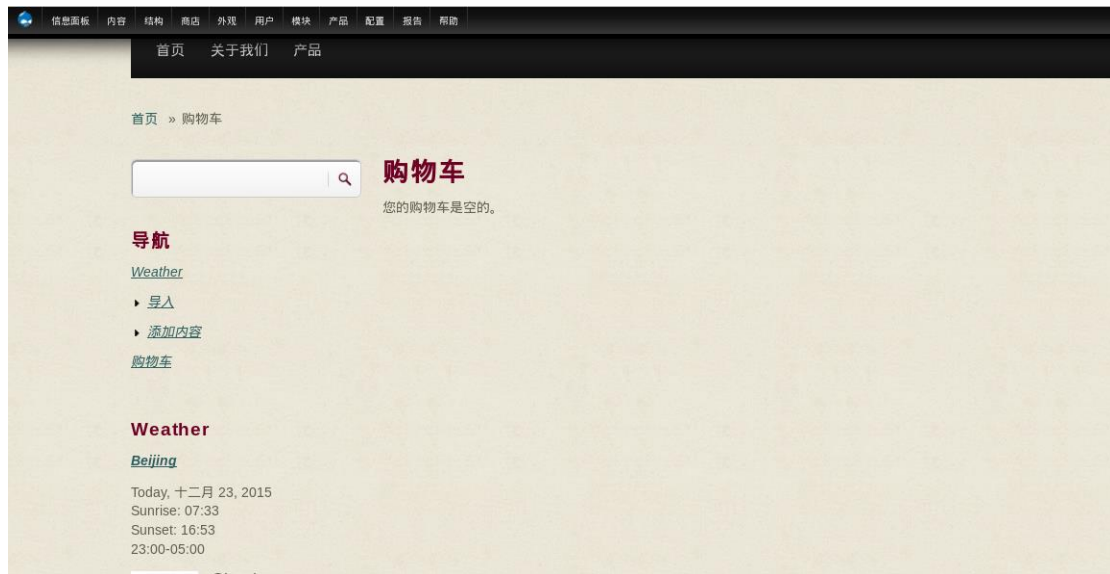 信息面板 内容 结构 商店 外观 用户 模块 产品 配置 报告 帮助
首页 关于我们 产品
首页 » 购物车
购物车
您的购物车是空的。
导航
Weather
导入
添加内容
购物车
Weather
Beijing
Today, 十二月 23, 2015
Sunrise: 07:33
Sunset: 16:53
23:00-05:00